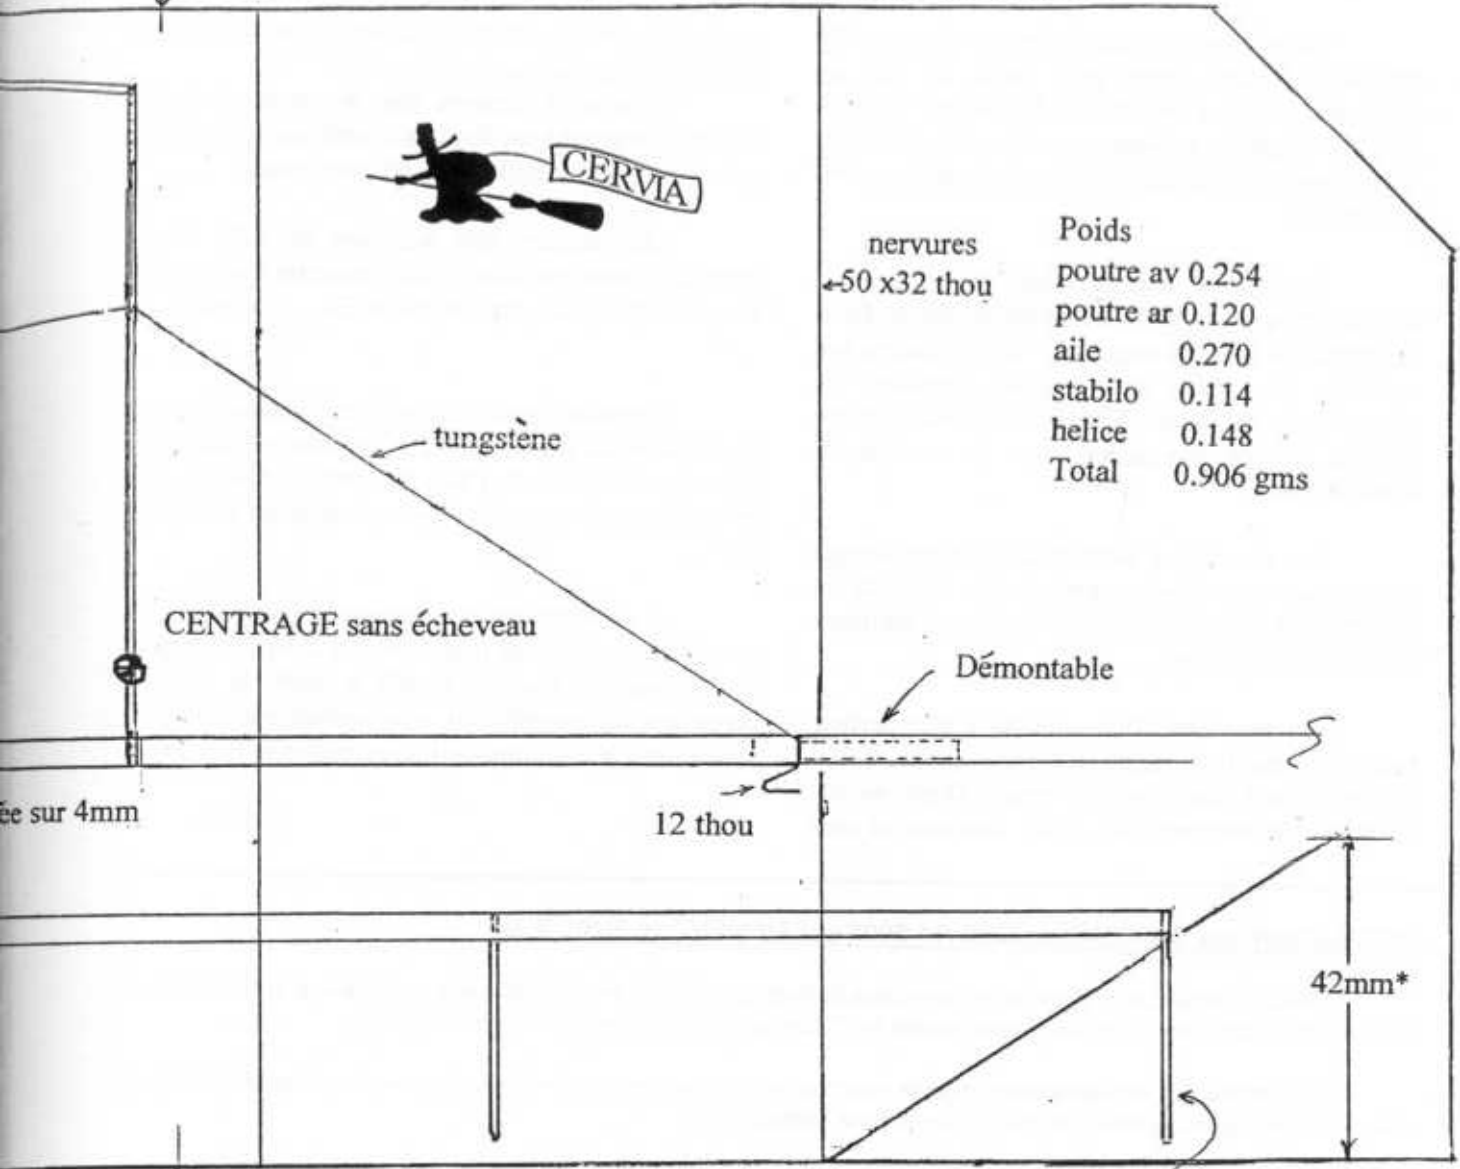 CERVIA
nervures
50 x32 thou
Poids
poutre av 0.254
poutre ar 0.120
aile 0.270
stabilo 0.114
helice 0.148
Total 0.906 gms
tungstène
CENTRAGE sans écheveau
Démontable
ée sur 4mm
12 thou
42mm*